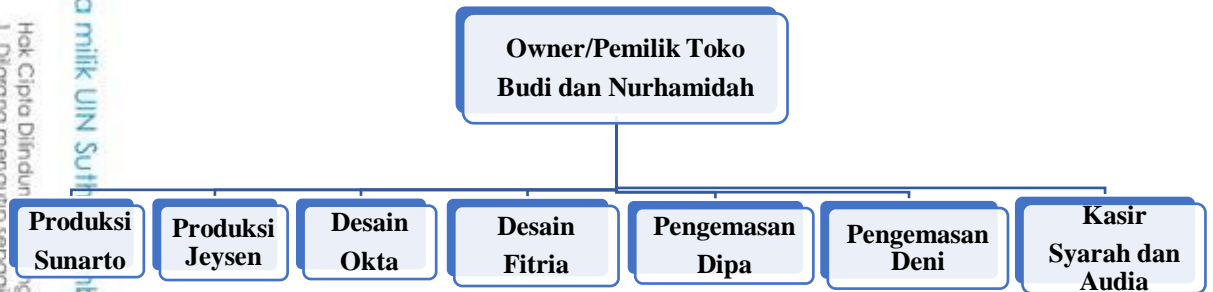 Owner/Pemilik Toko
Budi dan Nurhamidah
Produksi
Sunarto
Produksi
Jeysen
Desain
Okta
Desain
Fitria
Pengemasan
Dipa
Pengemasan
Deni
Kasir
Syarah dan
Audia
milik UIN Suth
Hak Cipta Dilindun